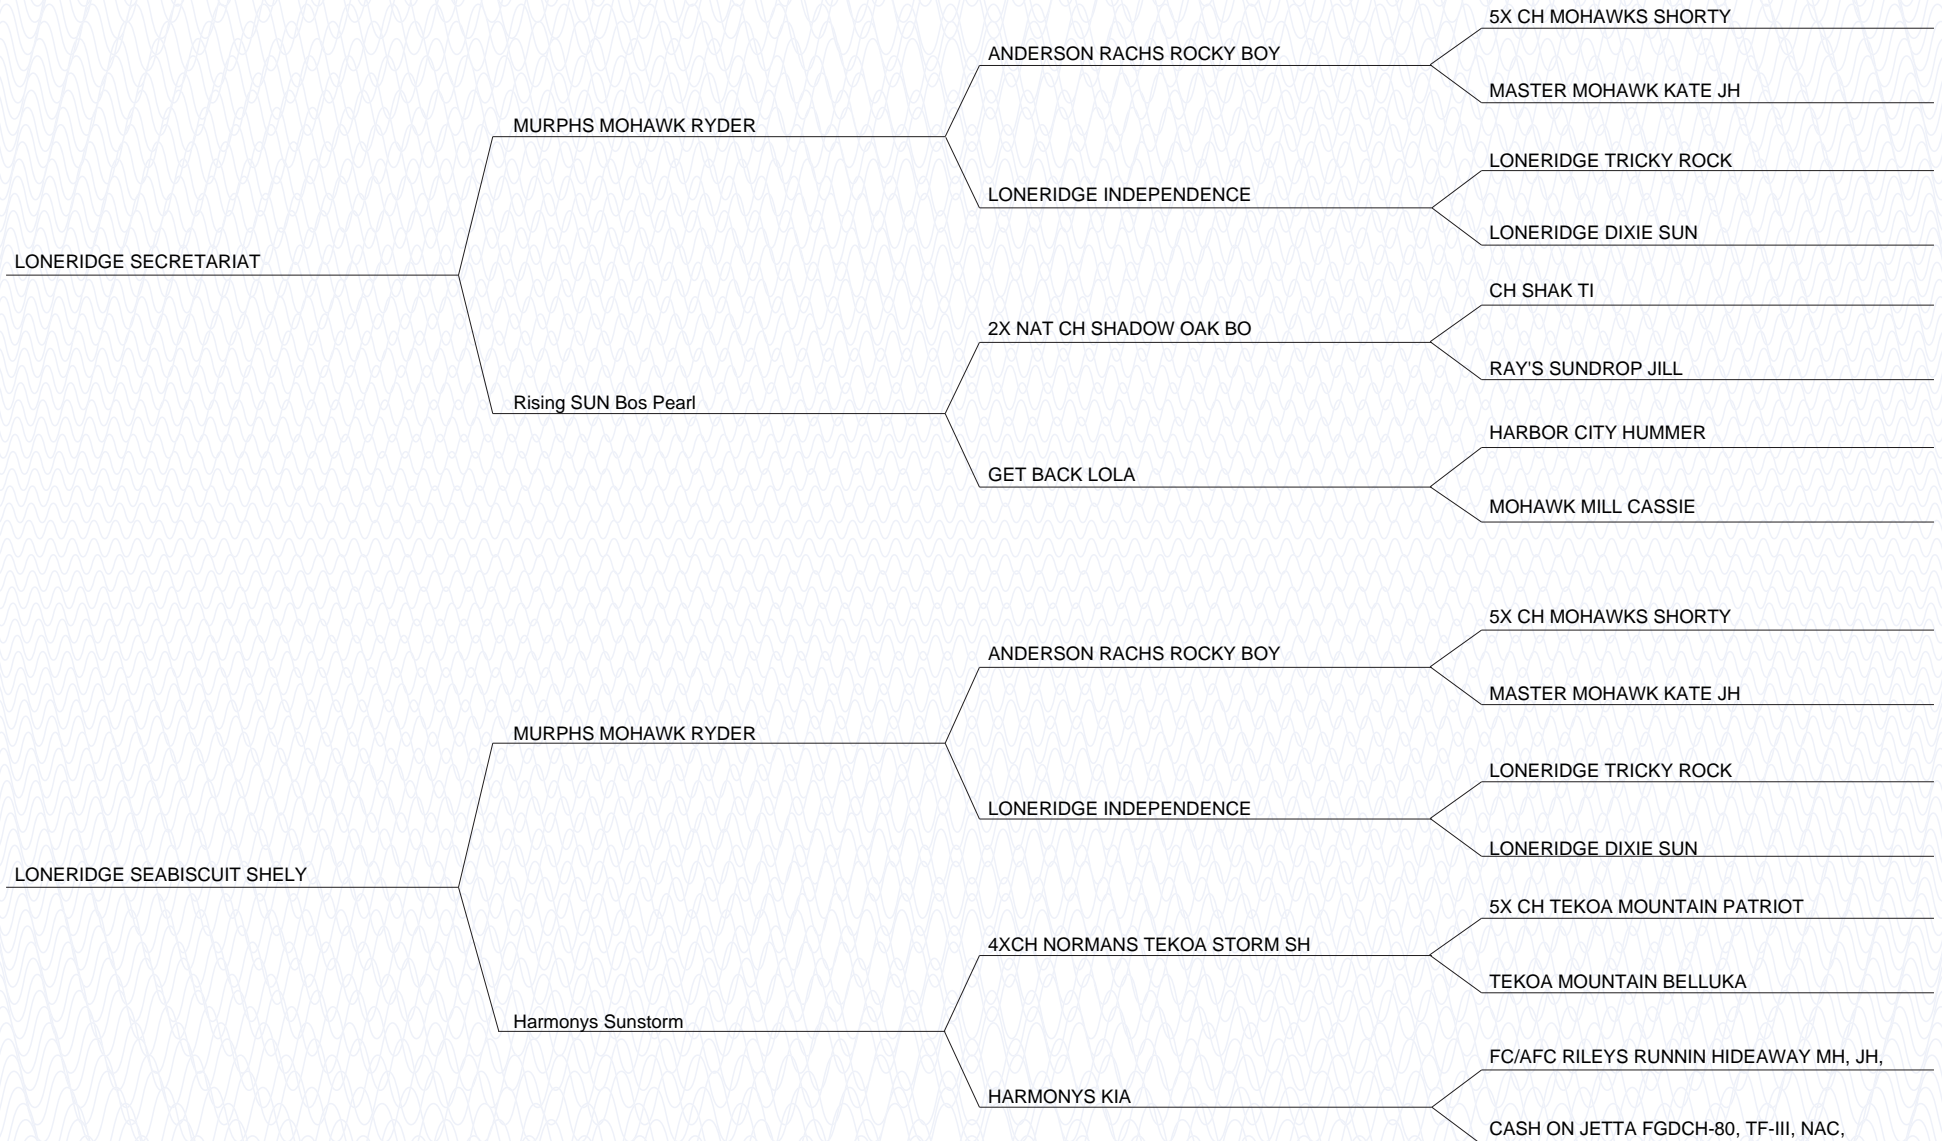 5X CH MOHAWKS SHORTY
ANDERSON RACHS ROCKY BOY
MASTER MOHAWK KATE JH
MURPHS MOHAWK RYDER
LONERIDGE TRICKY ROCK
LONERIDGE INDEPENDENCE
LONERIDGE DIXIE SUN
LONERIDGE SECRETARIAT
CH SHAK TI
2X NAT CH SHADOW OAK BO
RAY'S SUNDROP JILL
Rising SUN Bos Pearl
HARBOR CITY HUMMER
GET BACK LOLA
MOHAWK MILL CASSIE
5X CH MOHAWKS SHORTY
ANDERSON RACHS ROCKY BOY
MASTER MOHAWK KATE JH
MURPHS MOHAWK RYDER
LONERIDGE TRICKY ROCK
LONERIDGE INDEPENDENCE
LONERIDGE DIXIE SUN
LONERIDGE SEABISCUIT SHELY
5X CH TEKOA MOUNTAIN PATRIOT
4XCH NORMANS TEKOA STORM SH
TEKOA MOUNTAIN BELLUKA
Harmonys Sunstorm
FC/AFC RILEYS RUNNIN HIDEAWAY MH, JH,
HARMONYS KIA
CASH ON JETTA FGDCH-80, TF-III, NAC,